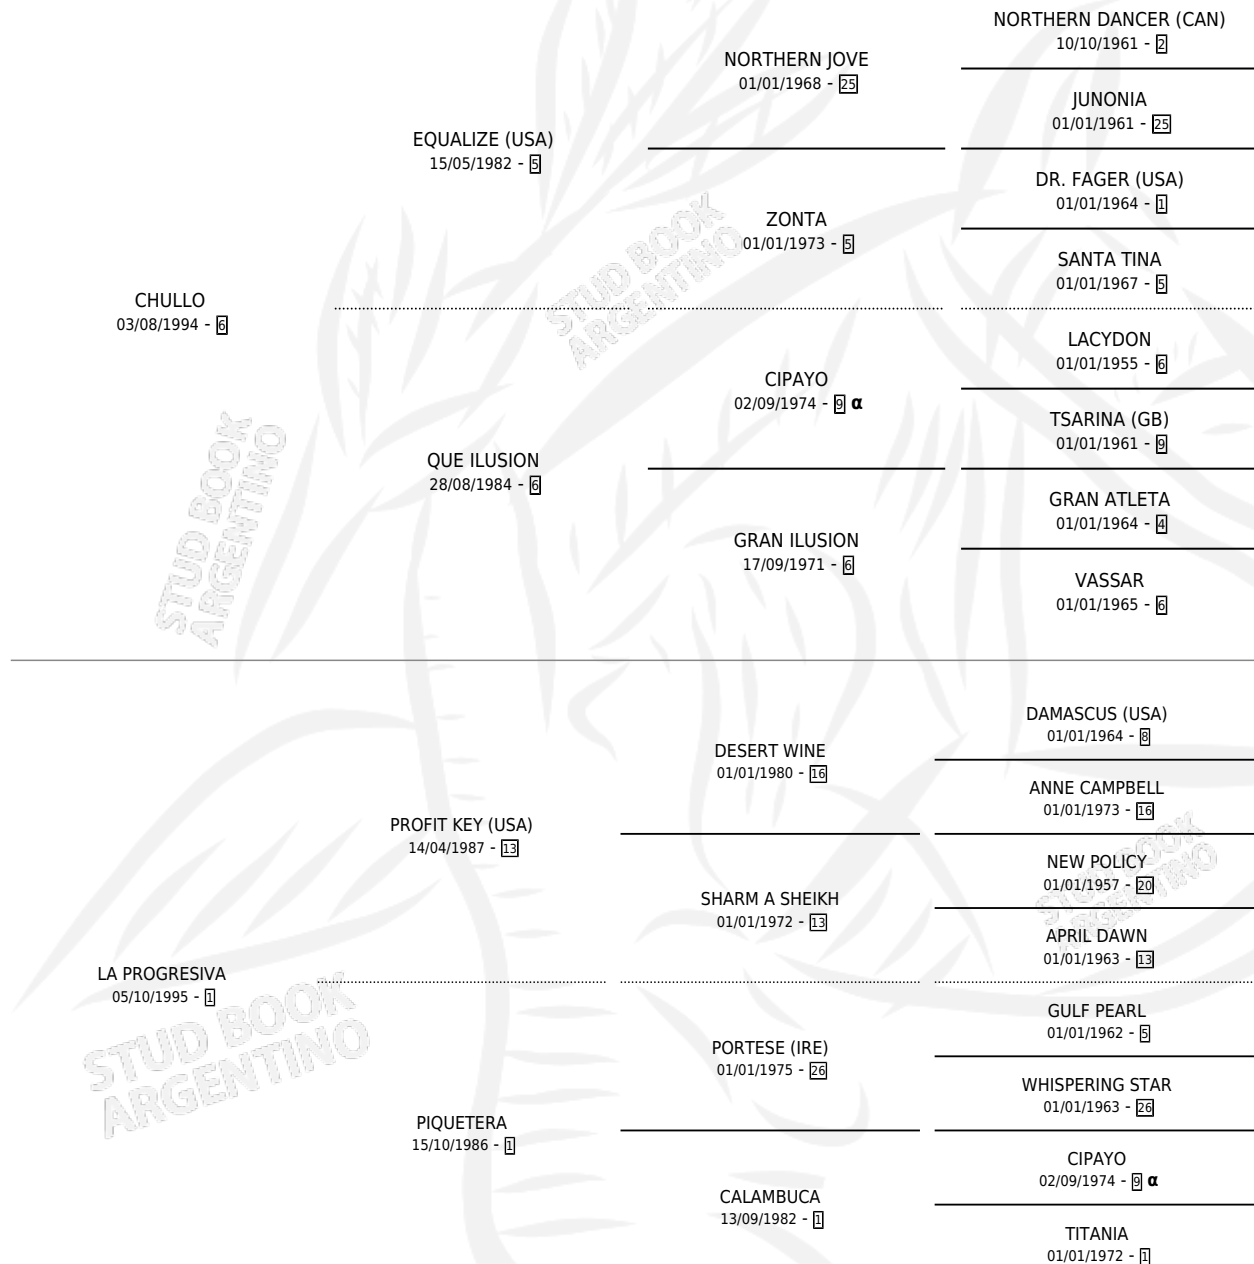 NORTHERN DANCER (CAN)
10/10/1961 - 2
NORTHERN JOVE
01/01/1968 - 25
JUNONIA
01/01/1961 - 25
EQUALIZE (USA)
15/05/1982 - 5
DR. FAGER (USA)
01/01/1964 - 1
ZONTA
01/01/1973 - 5
SANTA TINA
01/01/1967 - 5
STUD BOOK
ARGENTINO
CHULLO
03/08/1994 - 6
LACYDON
01/01/1955 - 6
CIPAYO
02/09/1974 - 9 α
TSARINA (GB)
01/01/1961 - 9
QUE ILUSION
28/08/1984 - 6
STUD BOOK
ARGENTINO
GRAN ATLETA
01/01/1964 - 4
GRAN ILUSION
17/09/1971 - 6
VASSAR
01/01/1965 - 6
DAMASCUS (USA)
01/01/1964 - 8
DESERT WINE
01/01/1980 - 16
ANNE CAMPBELL
01/01/1973 - 16
PROFIT KEY (USA)
14/04/1987 - 13
NEW POLICY
01/01/1957 - 20
STUD BOOK
ARGENTINO
SHARM A SHEIKH
01/01/1972 - 13
APRIL DAWN
01/01/1963 - 13
LA PROGRESIVA
05/10/1995 - 1
STUD BOOK
ARGENTINO
GULF PEARL
01/01/1962 - 5
PORTESE (IRE)
01/01/1975 - 26
WHISPERING STAR
01/01/1963 - 26
PIQUETERA
15/10/1986 - 1
CIPAYO
02/09/1974 - 9 α
CALAMBUCA
13/09/1982 - 1
TITANIA
01/01/1972 - 1